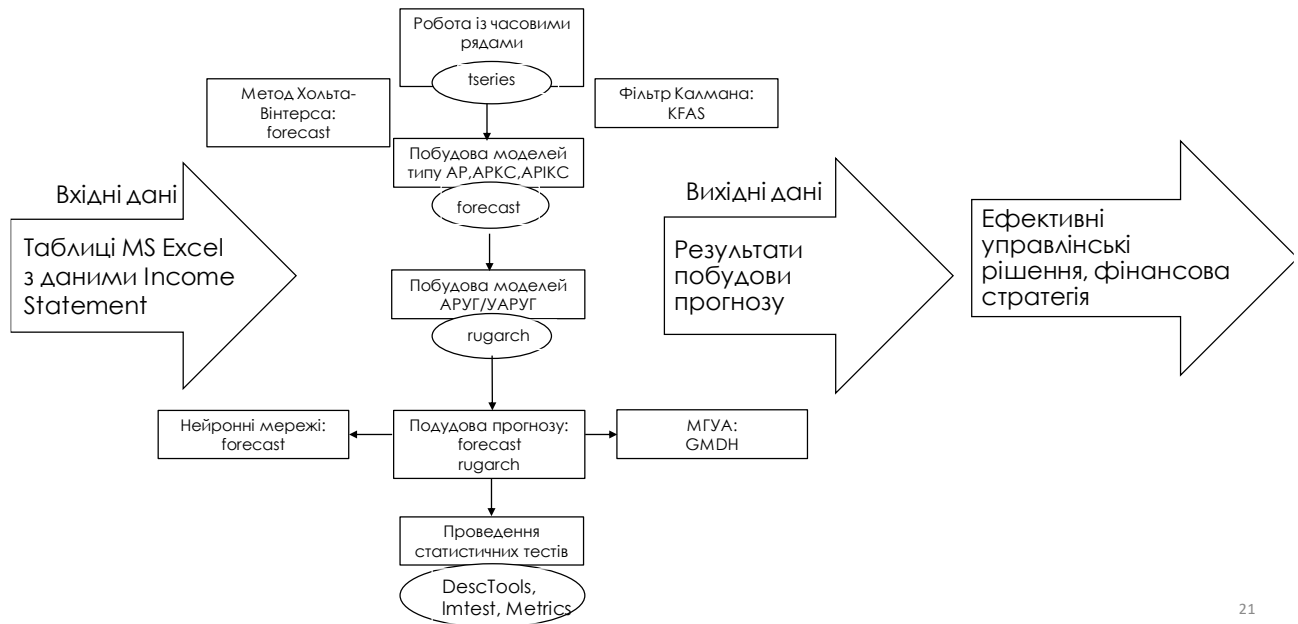 Робота із часовими
рядами
tseries
Метод Хольта-
Вінтерса:
forecast
Фільтр Калмана:
KFAS
Побудова моделей
типу АР,АРКС,АРІКС
forecast
Вхідні дані
Таблиці MS Excel
з даними Income
Statement
Побудова моделей
АРУГ/УАРУГ
rugarch
Вихідні дані
Результати
побудови
прогнозу
Ефективні
управлінські
рішення, фінансова
стратегія
Нейронні мережі:
forecast
Подудова прогнозу:
forecast
rugarch
МГУА:
GMDH
Проведення
статистичних тестів
DescTools,
lmtest, Metrics
21